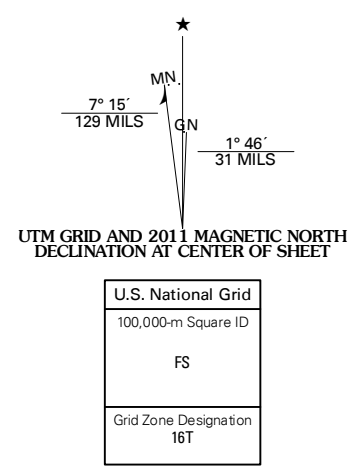 ★
M.N.
7° 15´
129 MILS
GN
1° 46´
31 MILS
UTM GRID AND 2011 MAGNETIC NORTH
DECLINATION AT CENTER OF SHEET
U.S. National Grid
100,000-m Square ID
FS
Grid Zone Designation
16T